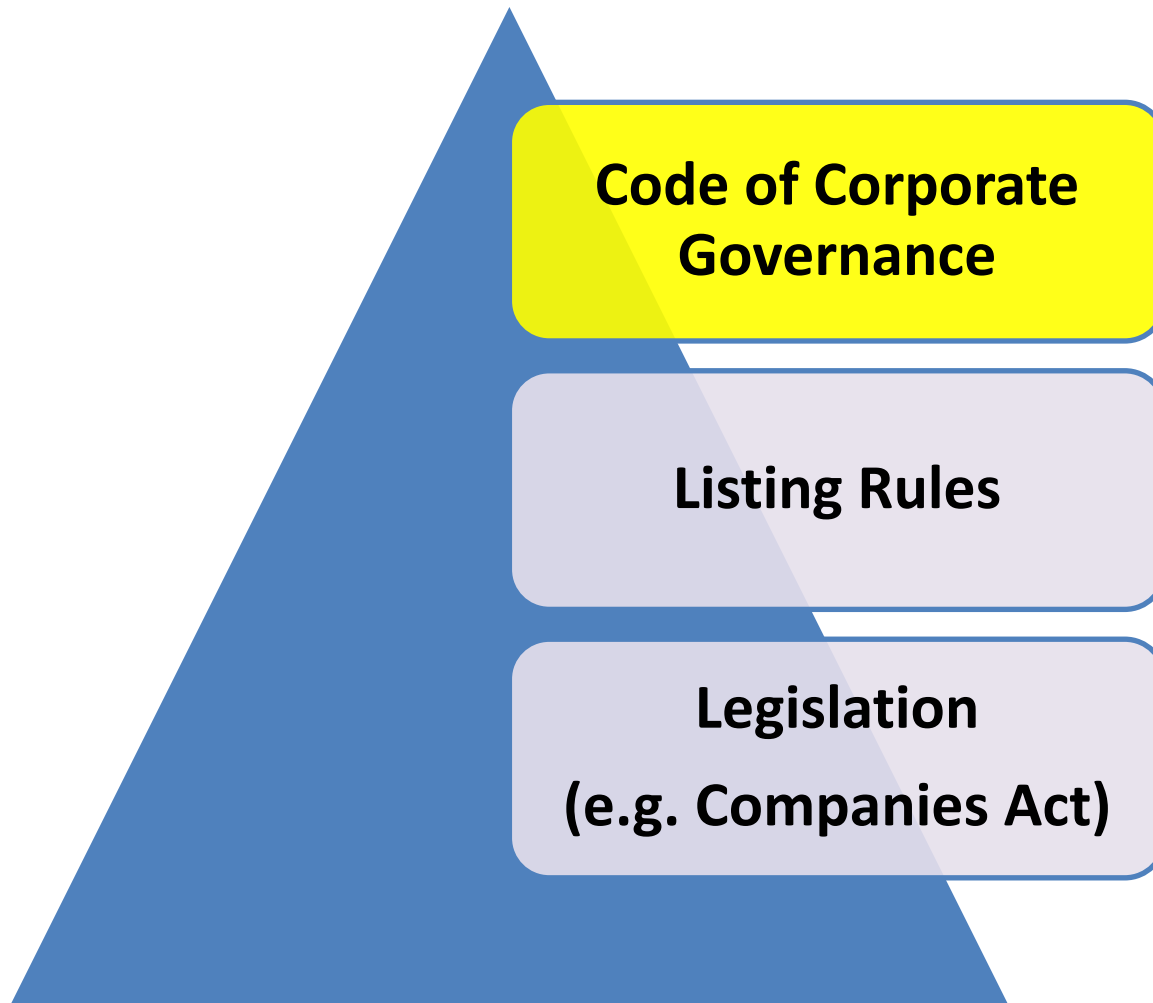 Code of Corporate
Governance
Listing Rules
Legislation
(e.g. Companies Act)